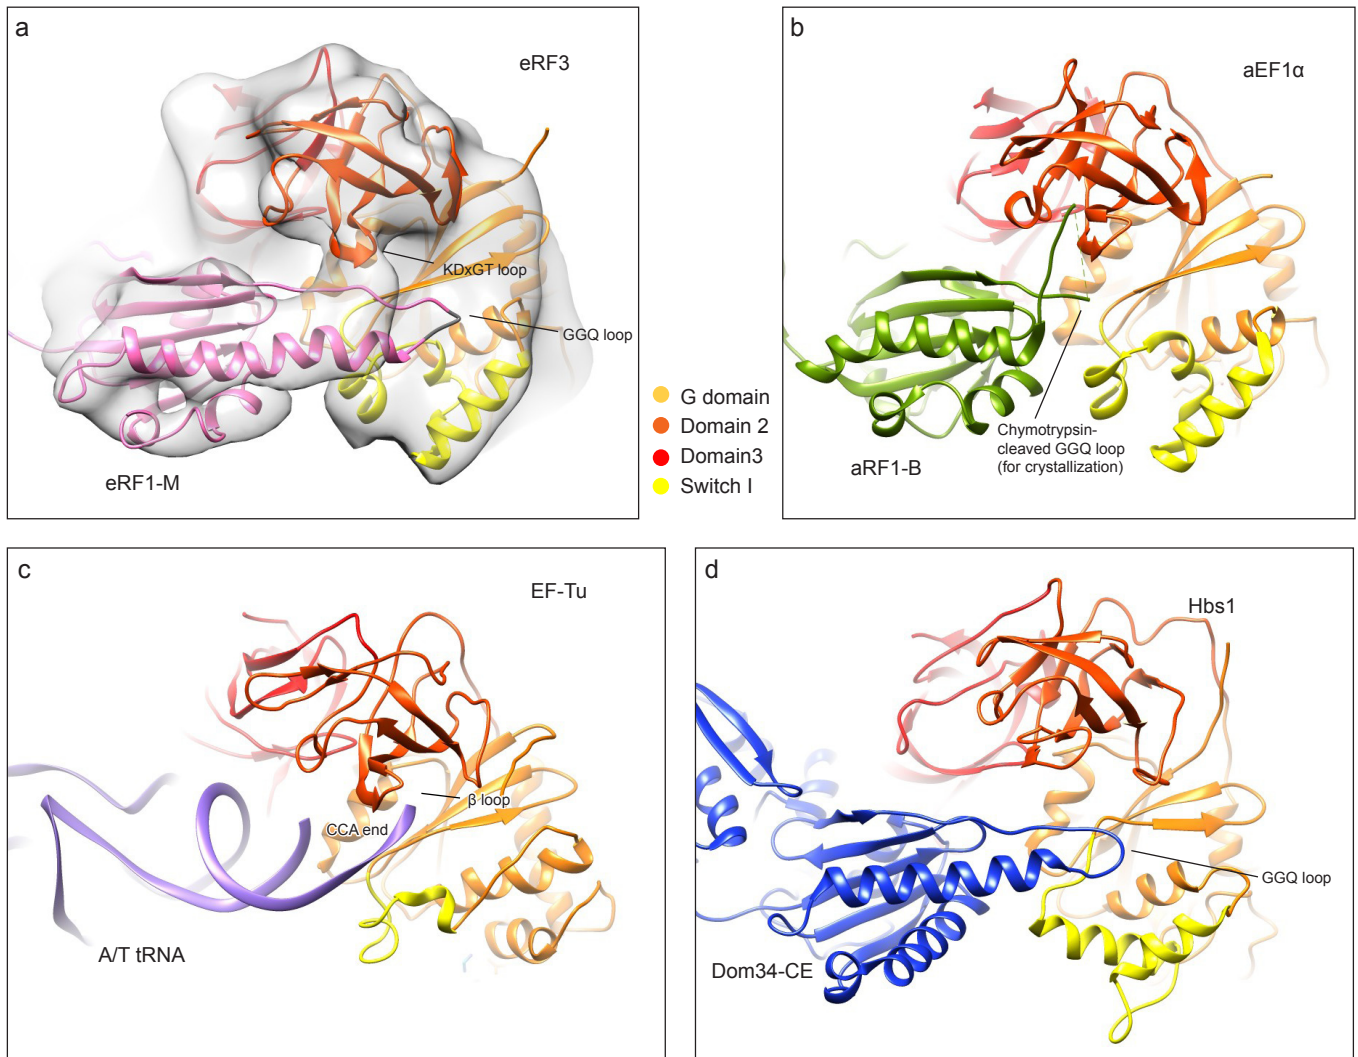 a
eRF3
KDxGT loop
GGQ loop
eRF1-M
G domain
Domain 2
Domain3
Switch I
b
aEF1α
Chymotrypsin-
cleaved GGQ loop
(for crystallization)
aRF1-B
c
EF-Tu
β loop
CCA end
A/T tRNA
d
Hbs1
GGQ loop
Dom34-CE